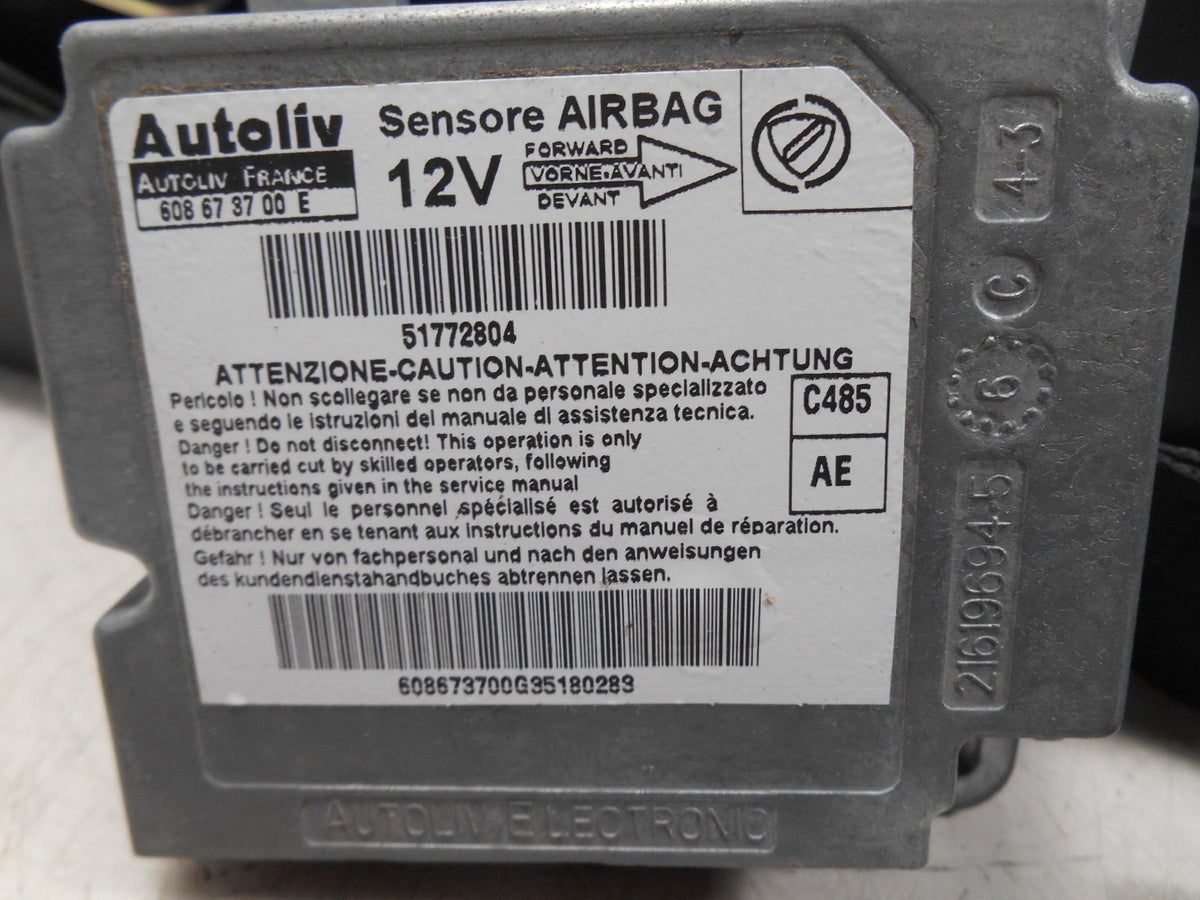 Autoliv
AUTOLIV FRANCE
608 67 37 00 E
Sensore AIRBAG
12V
FORWARD
VORNE-AVANTI
DEVANT
51772804
ATTENZIONE-CAUTION-ATTENTION-ACHTUNG
Pericolo ! Non scollegare se non da personale specializzato
e seguendo le istruzioni del manuale di assistenza tecnica.
Danger ! Do not disconnect! This operation is only
to be carried cut by skilled operators, following
the instructions given in the service manual
Danger ! Seul le personnel spécialisé est autorisé à
débrancher en se tenant aux instructions du manuel de réparation.
Gefahr ! Nur von fachpersonal und nach den anweisungen
des kundendienstahandbuches abtrennen lassen.
C485
AE
608673700G35180283
4-3
C
6
21619694-5
AUTOLIV ELECTRONIC